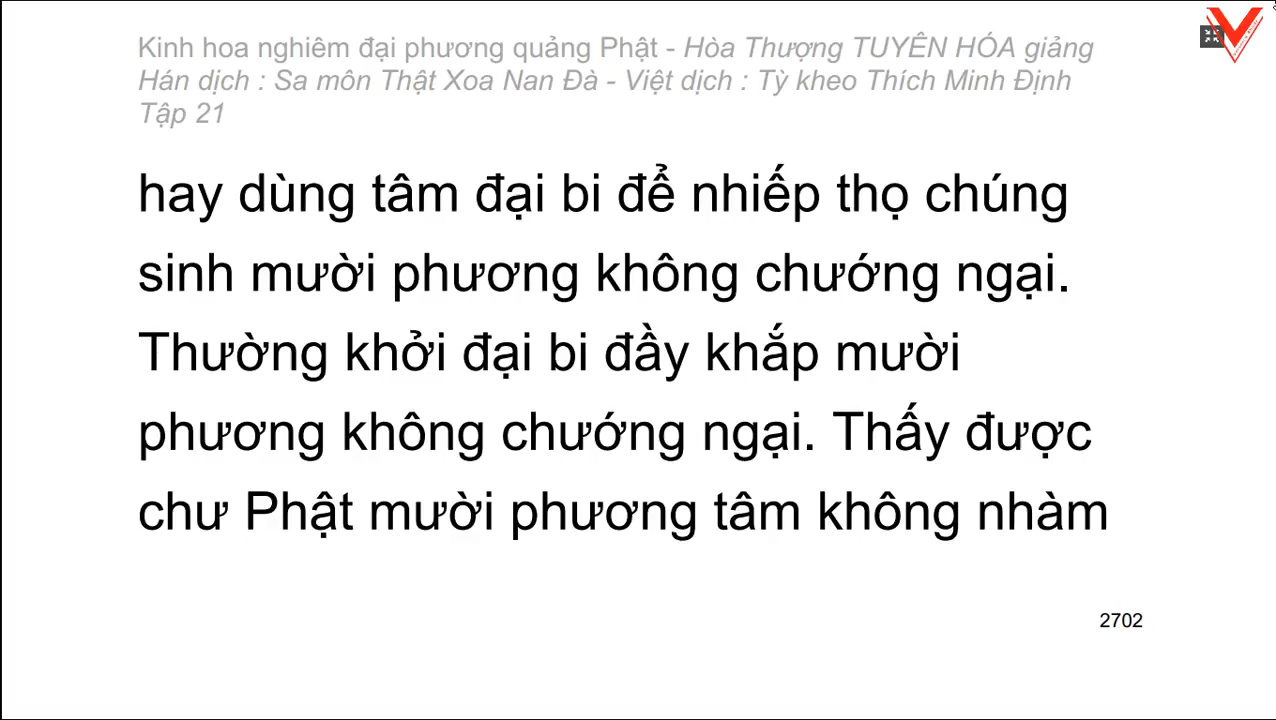 Kinh hoa nghiêm đại phương quảng Phật - Hòa Thượng TUYÊN HÓA giảng
Hán dịch : Sa môn Thật Xoa Nan Đà - Việt dịch : Tỳ kheo Thích Minh Định
Tập 21
hay dùng tâm đại bi để nhiếp thọ chúng
sinh mười phương không chướng ngại.
Thường khởi đại bi đầy khắp mười
phương không chướng ngại. Thấy được
chư Phật mười phương tâm không nhàm
2702